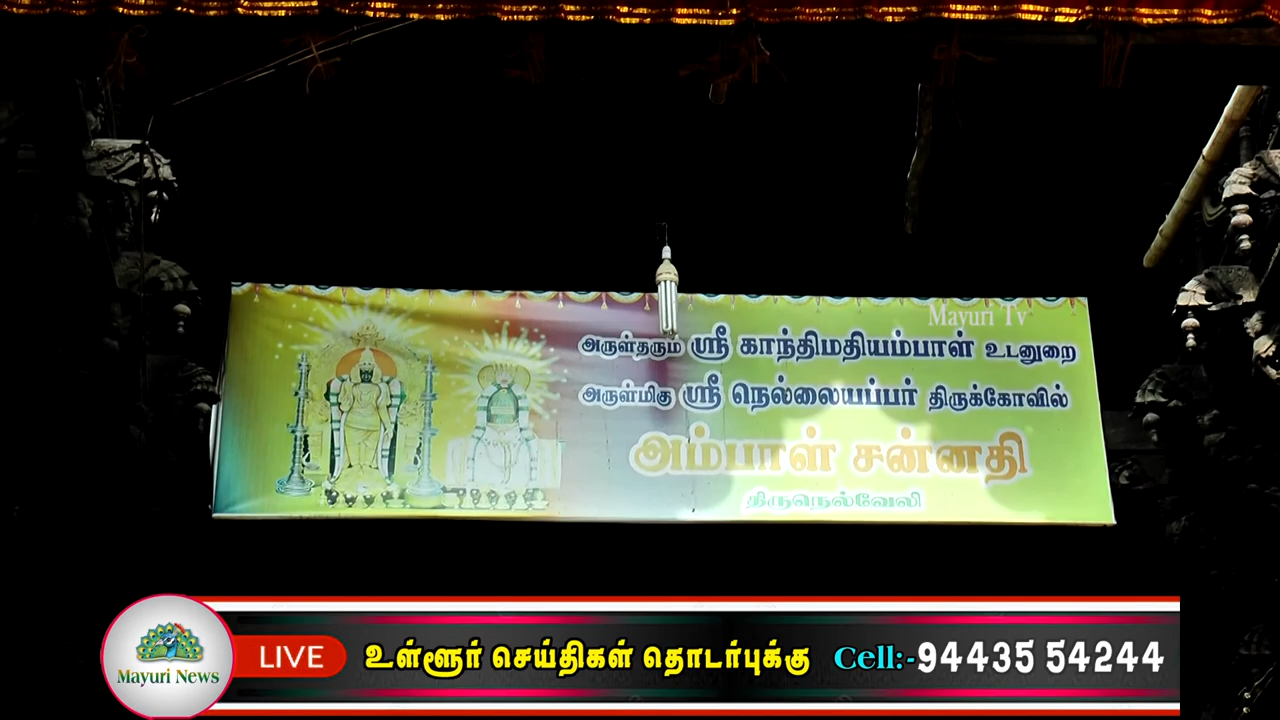 Mayuri Tv
அருள்தரும் ஸ்ரீ காந்திமதியம்பாள் உடனுறை
அருள்மிகு ஸ்ரீ நெல்லையப்பர் திருக்கோவில்
அம்பாள் சன்னதி
திருநெல்வேலி
Mayuri News
LIVE உள்ளூர் செய்திகள் தொடர்புக்கு Cell:-94435 54244